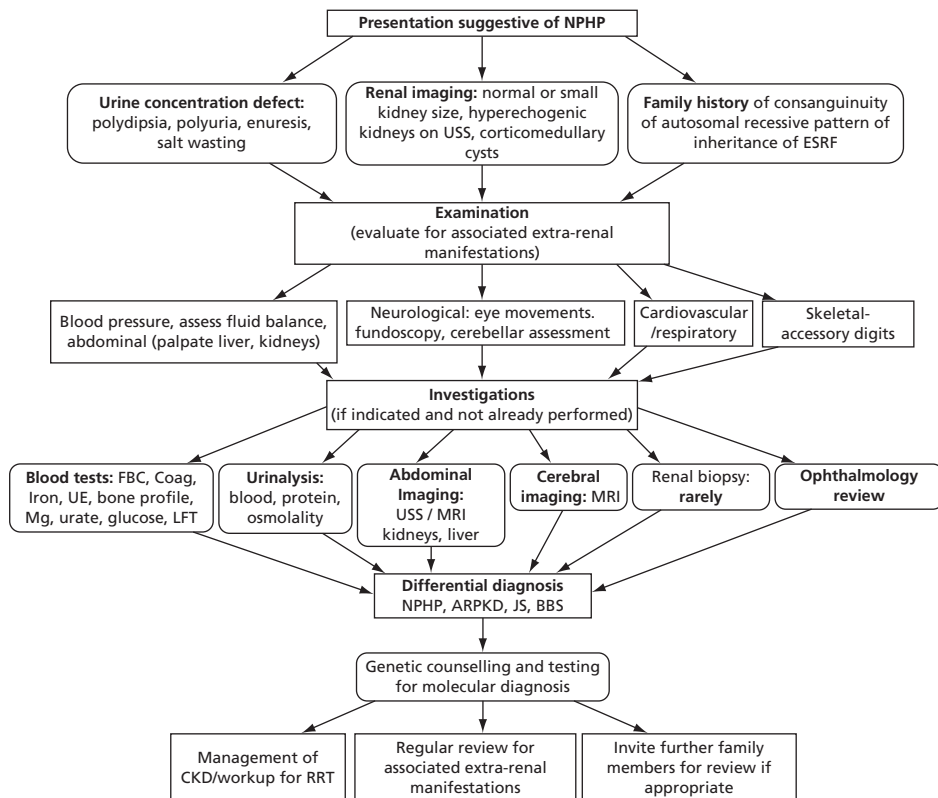 Presentation suggestive of NPHP
Urine concentration defect:
polydipsia, polyuria, enuresis,
salt wasting
Renal imaging: normal or small
kidney size, hyperechogenic
kidneys on USS, corticomedullary
cysts
Family history of consanguinity
of autosomal recessive pattern of
inheritance of ESRF
Examination
(evaluate for associated extra-renal
manifestations)
Blood pressure, assess fluid balance,
abdominal (palpate liver, kidneys)
Neurological: eye movements.
fundoscopy, cerebellar assessment
Cardiovascular
/respiratory
Skeletal-
accessory digits
Investigations
(if indicated and not already performed)
Blood tests: FBC, Coag,
Iron, UE, bone profile,
Mg, urate, glucose, LFT
Urinalysis:
blood, protein,
osmolality
Abdominal
Imaging:
USS / MRI
kidneys, liver
Cerebral
imaging: MRI
Renal biopsy:
rarely
Ophthalmology
review
Differential diagnosis
NPHP, ARPKD, JS, BBS
Genetic counselling and testing
for molecular diagnosis
Management of
CKD/workup for RRT
Regular review for
associated extra-renal
manifestations
Invite further family
members for review if
appropriate